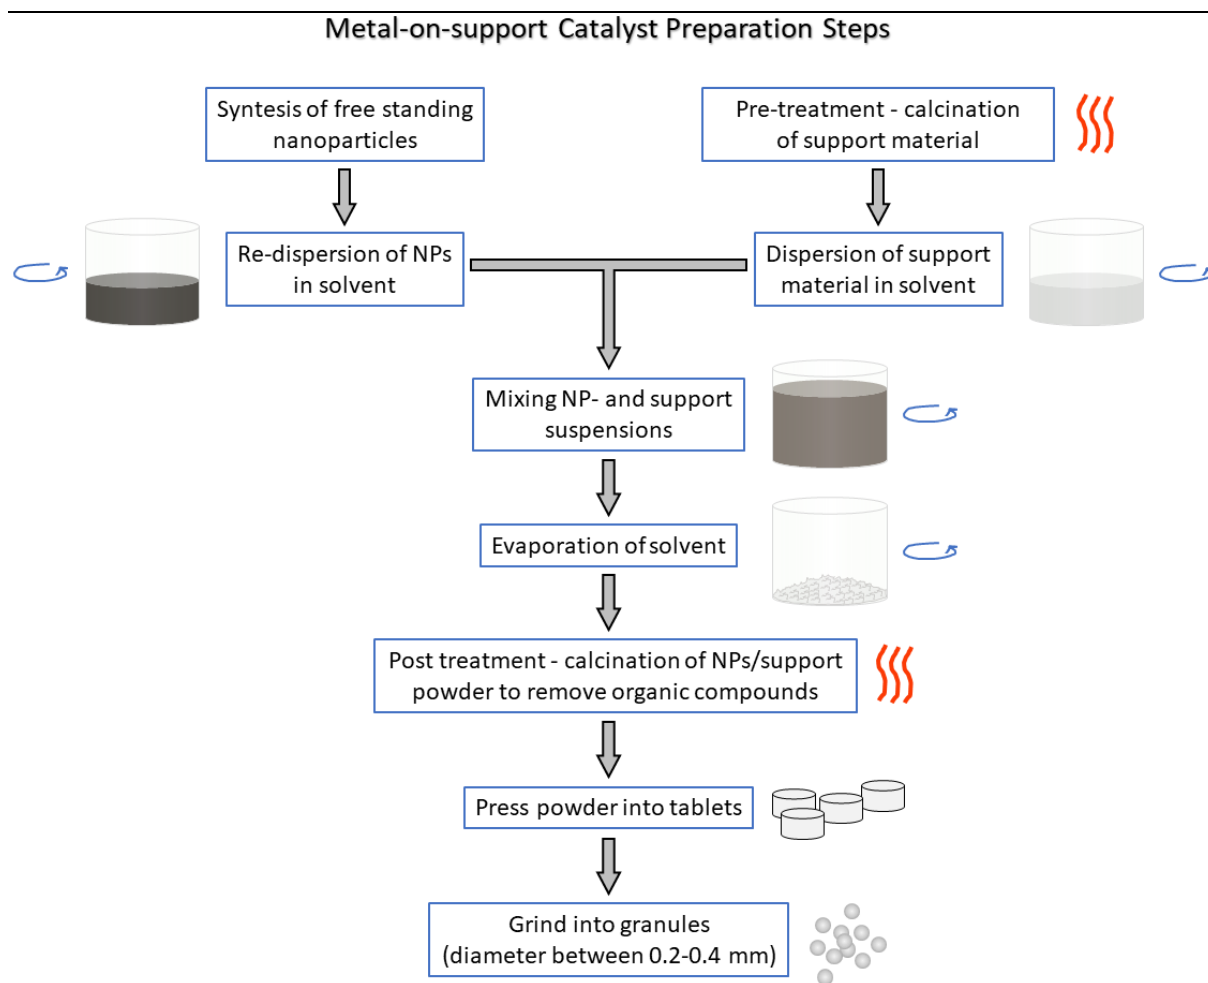 Metal-on-support Catalyst Preparation Steps
Syntesis of free standing
nanoparticles
Pre-treatment - calcination
of support material
Re-dispersion of NPs
in solvent
Dispersion of support
material in solvent
Mixing NP- and support
suspensions
Evaporation of solvent
Post treatment - calcination of NPs/support
powder to remove organic compounds
Press powder into tablets
Grind into granules
(diameter between 0.2-0.4 mm)